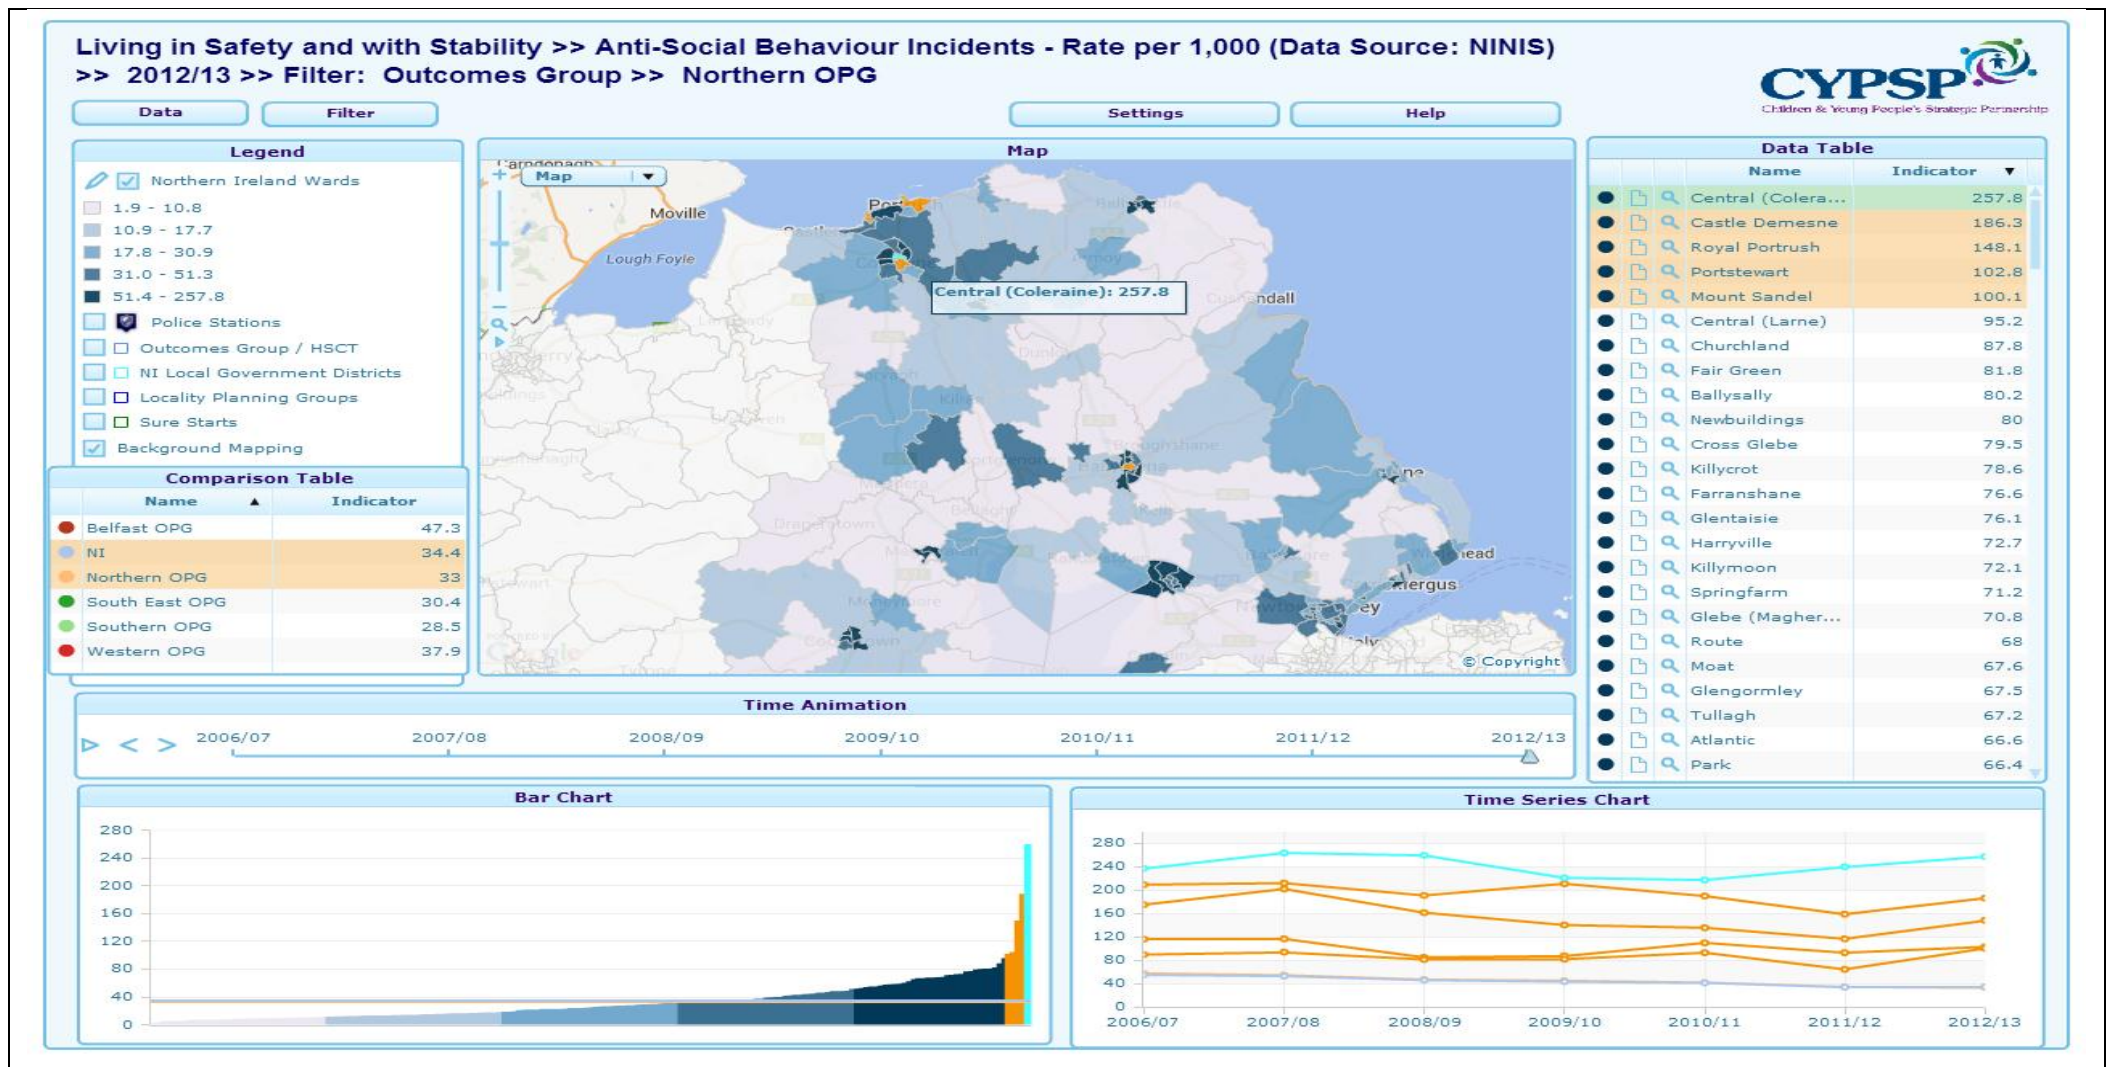 Living in Safety and with Stability >> Anti-Social Behaviour Incidents - Rate per 1,000 (Data Source: NINIS)
>> 2012/13 >> Filter: Outcomes Group >> Northern OPG
CYPSP
Children & Young People's Strategic Partnership
Data
Filter
Settings
Help
Legend
Northern Ireland Wards
1.9 - 10.8
10.9 - 17.7
17.8 - 30.9
31.0 - 51.3
51.4 - 257.8
Police Stations
Outcomes Group / HSCT
NI Local Government Districts
Locality Planning Groups
Sure Starts
Background Mapping
Comparison Table
Name ▲ Indicator
Belfast OPG 47.3
NI 34.4
Northern OPG 33
South East OPG 30.4
Southern OPG 28.5
Western OPG 37.9
Map
Map
Carndonagh
Moville
Lough Foyle
Central (Coleraine): 257.8
Cushendall
Broughshane
Draperstown
Moneymore
© Copyright
Data Table
Name Indicator ▼
Central (Colera... 257.8
Castle Demesne 186.3
Royal Portrush 148.1
Portstewart 102.8
Mount Sandel 100.1
Central (Larne) 95.2
Churchland 87.8
Fair Green 81.8
Ballysally 80.2
Newbuildings 80
Cross Glebe 79.5
Killycrot 78.6
Farranshane 76.6
Glentaisie 76.1
Harryville 72.7
Killymoon 72.1
Springfarm 71.2
Glebe (Magher... 70.8
Route 68
Moat 67.6
Glengormley 67.5
Tullagh 67.2
Atlantic 66.6
Park 66.4
Time Animation
2006/07 2007/08 2008/09 2009/10 2010/11 2011/12 2012/13
Bar Chart
280
240
200
160
120
80
40
0
Time Series Chart
280
240
200
160
120
80
40
0
2006/07 2007/08 2008/09 2009/10 2010/11 2011/12 2012/13